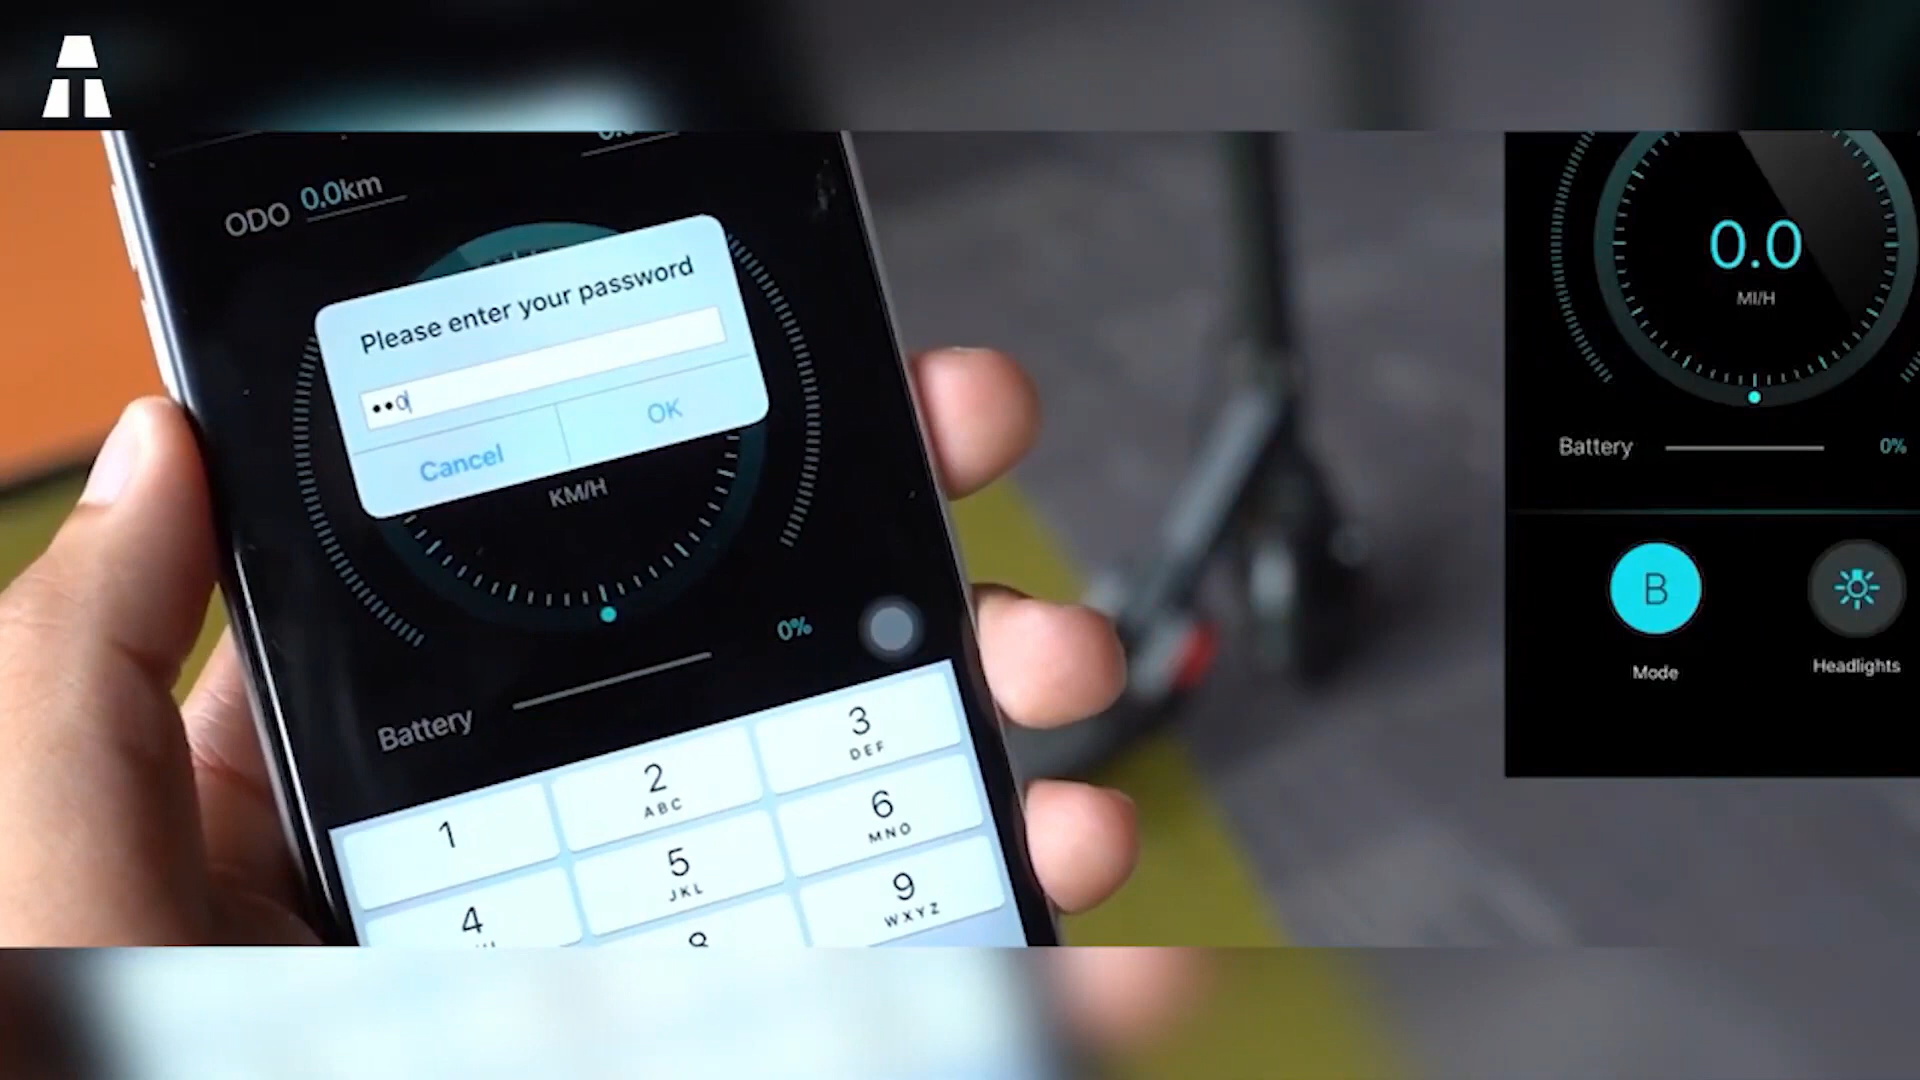 ODO 0.0km
Please enter your password
••0
Cancel
OK
KM/H
0%
Battery
1
2
ABC
3
DEF
4
5
JKL
6
MNO
9
WXYZ
0.0
MI/H
Battery
0%
B
Mode
Headlights